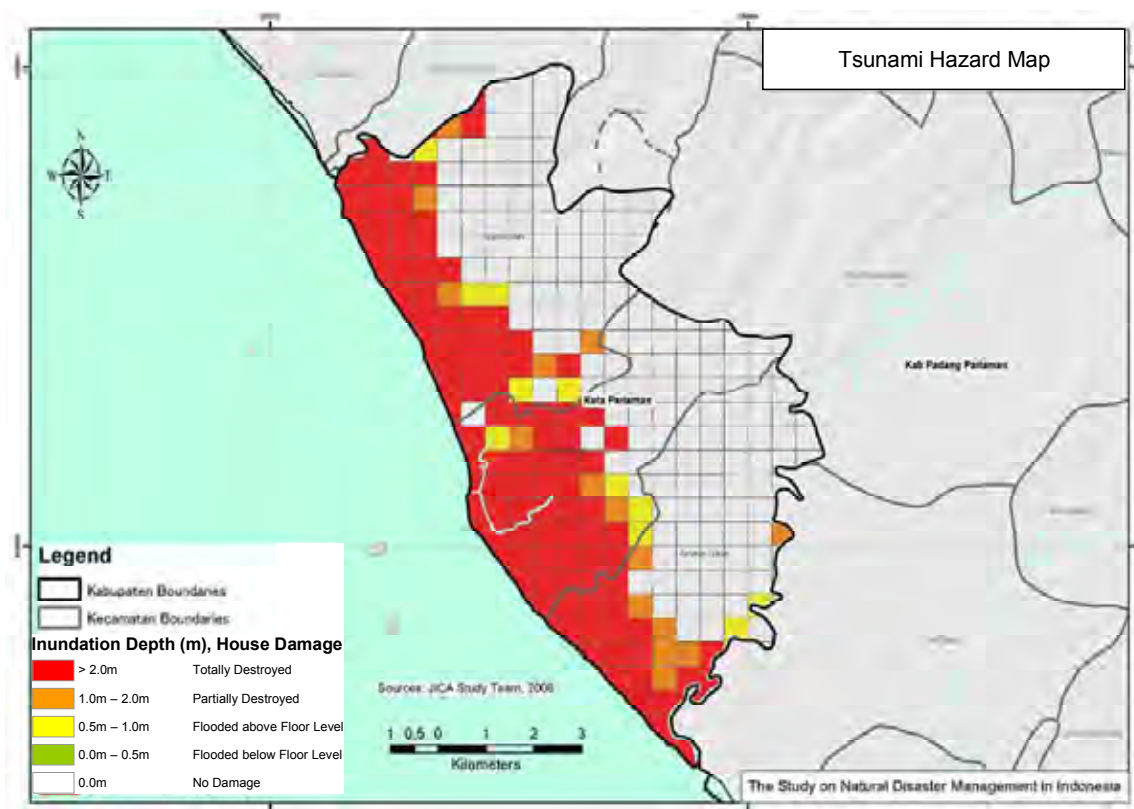 Tsunami Hazard Map
N
W
S
Kab Padang Pariaman
Kota Pariaman
Legend
Kabupaten Boundaries
Kecamatan Boundaries
Inundation Depth (m), House Damage
> 2.0m Totally Destroyed
1.0m – 2.0m Partially Destroyed
0.5m – 1.0m Flooded above Floor Level
0.0m – 0.5m Flooded below Floor Level
0.0m No Damage
Sources: JICA Study Team, 2008
1 0.5 0 1 2 3
Kilometers
The Study on Natural Disaster Management in Indonesia